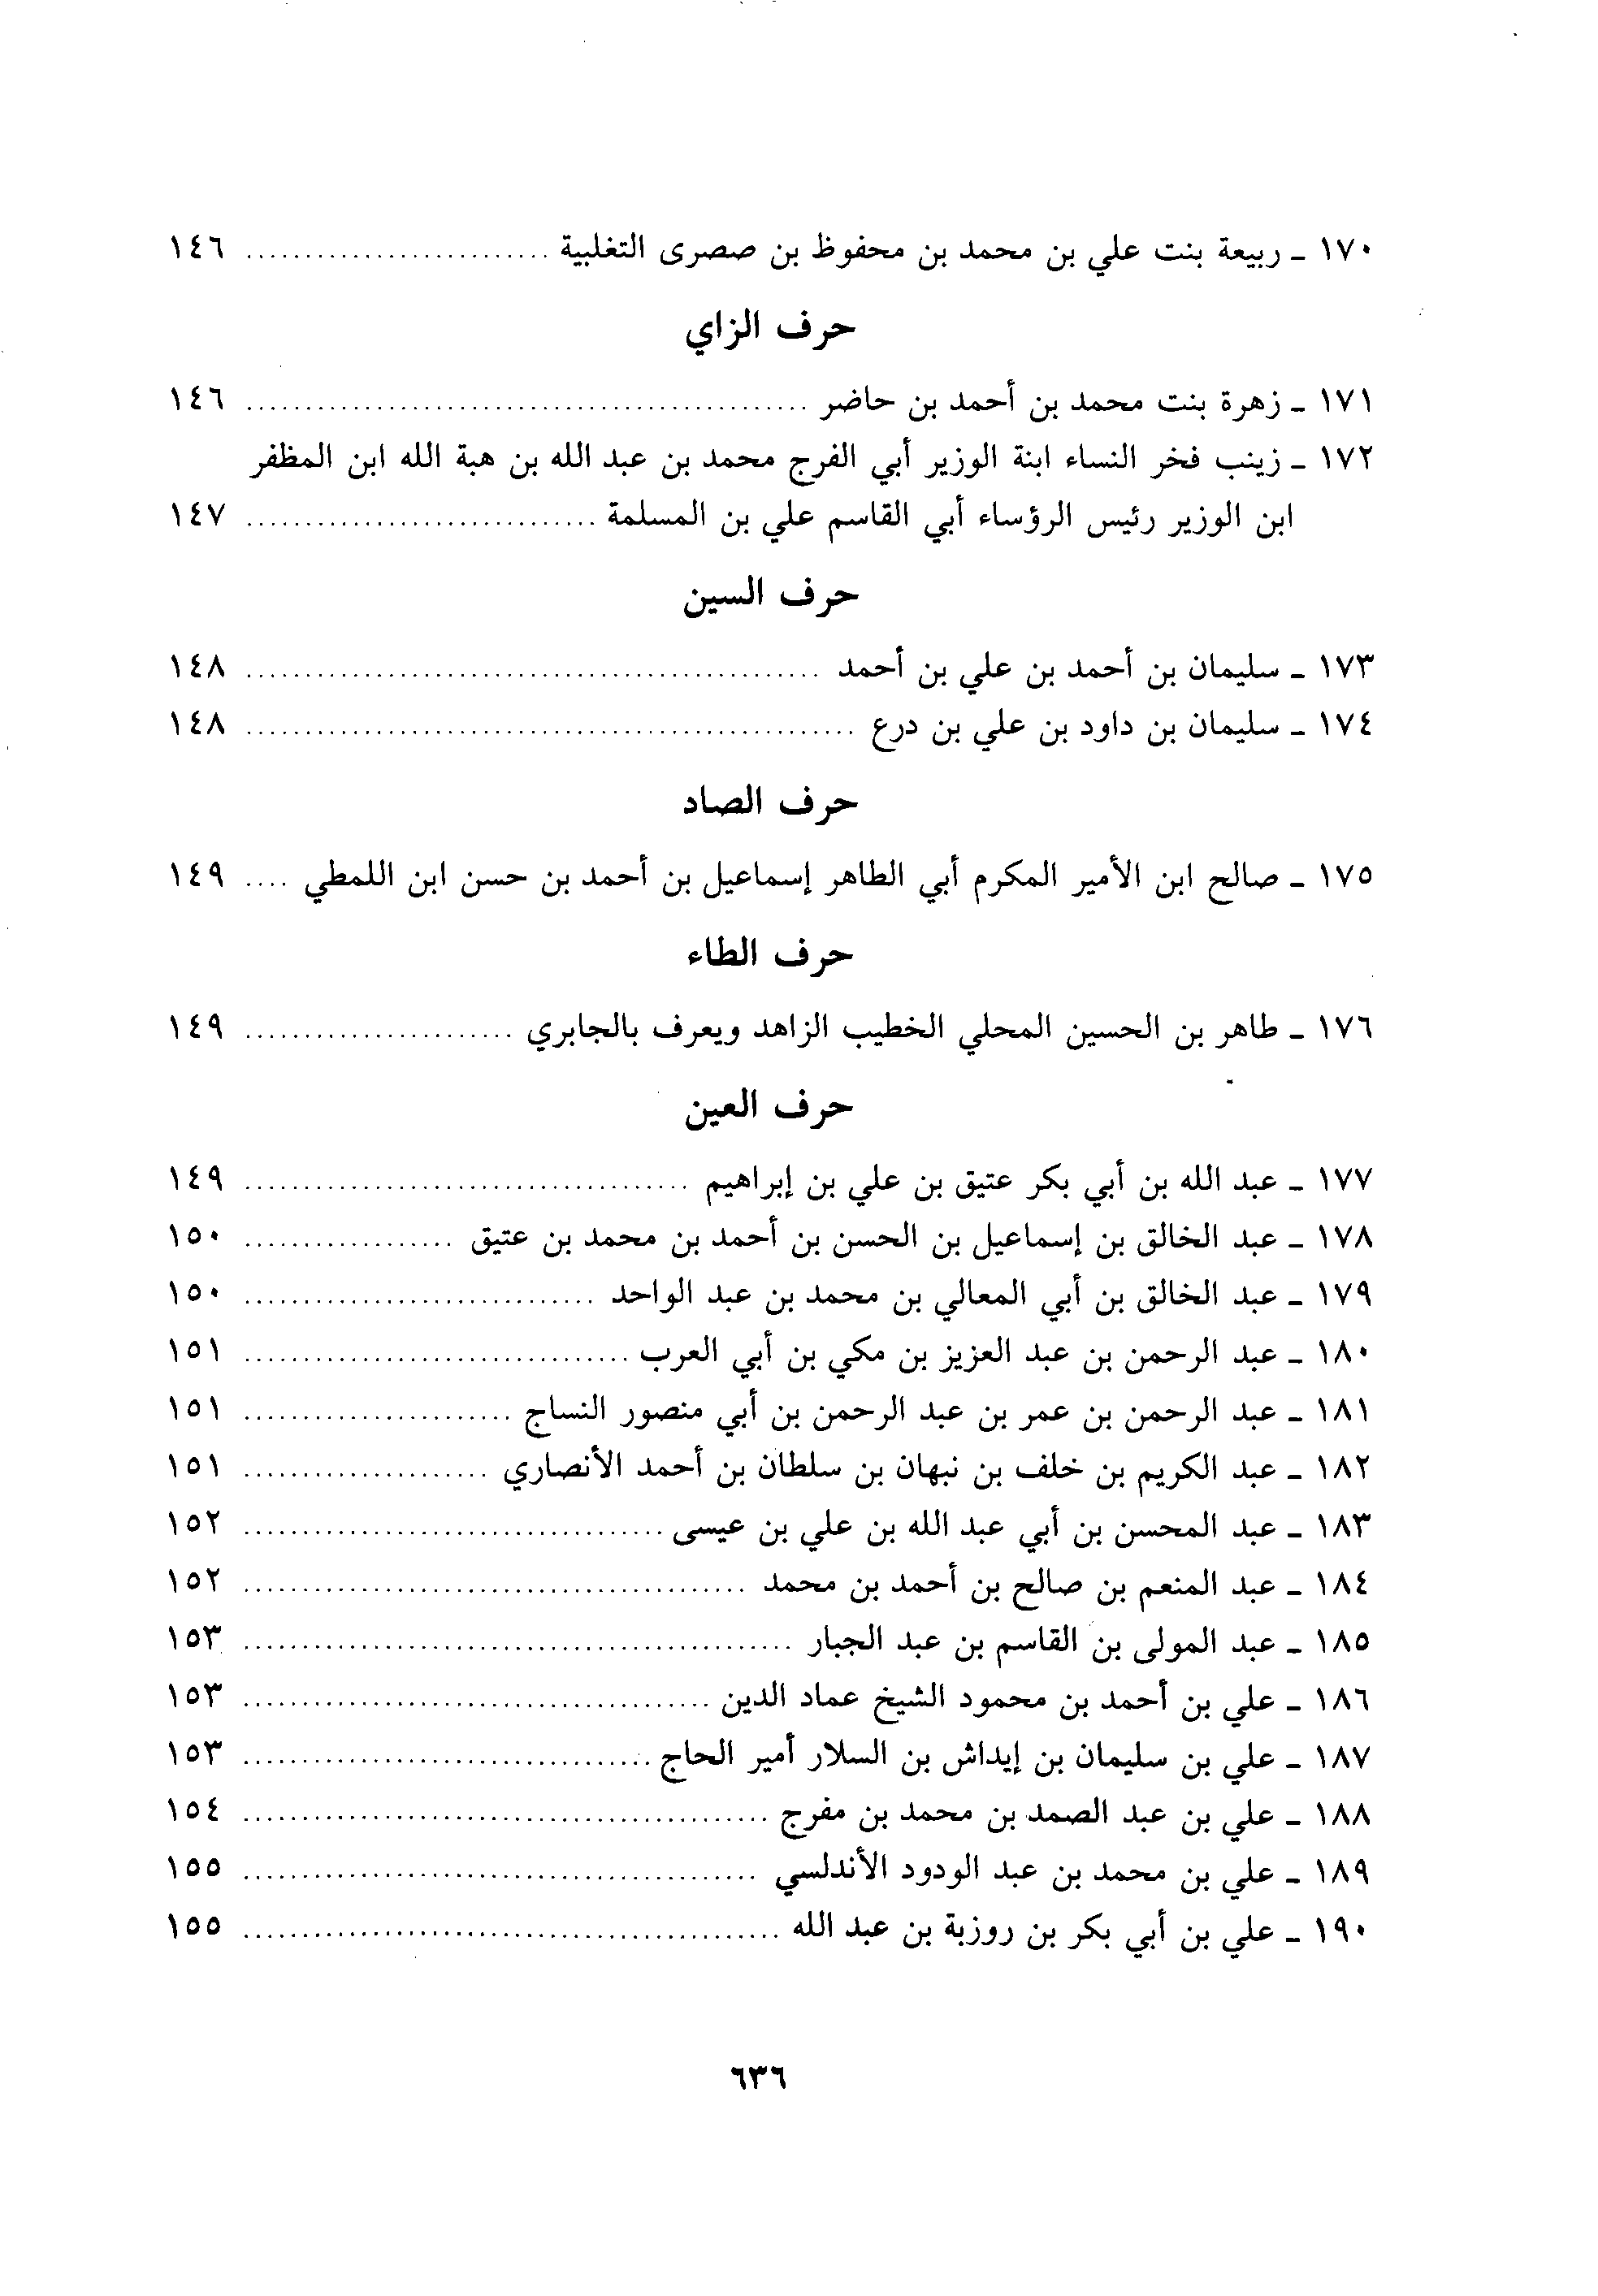 ١٧٠ ـ ربيعة بنت علي بن محمد بن محفوظ بن صصرى التغلبية .......................... ١٤٦
حرف الزاي
١٧١ ـ زهرة بنت محمد بن أحمد بن حاضر ................................................ ١٤٦
١٧٢ ـ زينب فخر النساء ابنة الوزير أبي الفرج محمد بن عبد الله بن هبة الله ابن المظفر
ابن الوزير رئيس الرؤساء أبي القاسم علي بن المسلمة .............................. ١٤٧
حرف السين
١٧٣ ـ سليمان بن أحمد بن علي بن أحمد ................................................. ١٤٨
١٧٤ ـ سليمان بن داود بن علي بن درع .................................................... ١٤٨
حرف الصاد
١٧٥ ـ صالح ابن الأمير المكرم أبي الطاهر إسماعيل بن أحمد بن حسن ابن اللمطي .... ١٤٩
حرف الطاء
١٧٦ ـ طاهر بن الحسين المحلي الخطيب الزاهد ويعرف بالجابري ....................... ١٤٩
حرف العين
١٧٧ ـ عبد الله بن أبي بكر عتيق بن علي بن إبراهيم ...................................... ١٤٩
١٧٨ ـ عبد الخالق بن إسماعيل بن الحسن بن أحمد بن محمد بن عتيق .................. ١٥٠
١٧٩ ـ عبد الخالق بن أبي المعالي بن محمد بن عبد الواحد .............................. ١٥٠
١٨٠ ـ عبد الرحمن بن عبد العزيز بن مكي بن أبي العرب ................................. ١٥١
١٨١ ـ عبد الرحمن بن عمر بن عبد الرحمن بن أبي منصور النساج ....................... ١٥١
١٨٢ ـ عبد الكريم بن خلف بن نبهان بن سلطان بن أحمد الأنصاري ..................... ١٥١
١٨٣ ـ عبد المحسن بن أبي عبد الله بن علي بن عيسى .................................... ١٥٢
١٨٤ ـ عبد المنعم بن صالح بن أحمد بن محمد ........................................... ١٥٢
١٨٥ ـ عبد المولى بن القاسم بن عبد الجبار ............................................... ١٥٣
١٨٦ ـ علي بن أحمد بن محمود الشيخ عماد الدين ........................................ ١٥٣
١٨٧ ـ علي بن سليمان بن إيداش بن السلار أمير الحاج ................................... ١٥٣
١٨٨ ـ علي بن عبد الصمد بن محمد بن مفرج ............................................. ١٥٤
١٨٩ ـ علي بن محمد بن عبد الودود الأندلسي ............................................ ١٥٥
١٩٠ ـ علي بن أبي بكر بن روزبة بن عبد الله .............................................. ١٥٥
٦٣٦